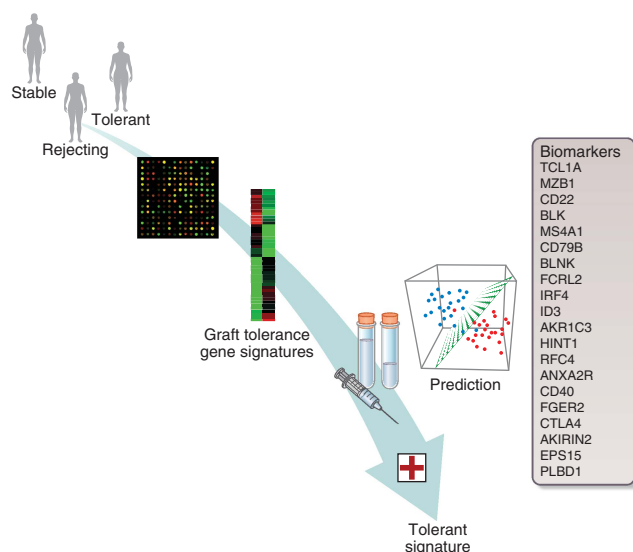 Stable
Tolerant
Rejecting
Graft tolerance
gene signatures
Prediction
Tolerant
signature
Biomarkers
TCL1A
MZB1
CD22
BLK
MS4A1
CD79B
BLNK
FCRL2
IRF4
ID3
AKR1C3
HINT1
RFC4
ANXA2R
CD40
FGER2
CTLA4
AKIRIN2
EPS15
PLBD1